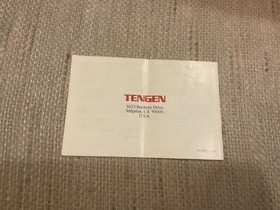 TENGEN
1623 Buckeye Drive
Milpitas, CA 95035
U.S.A.